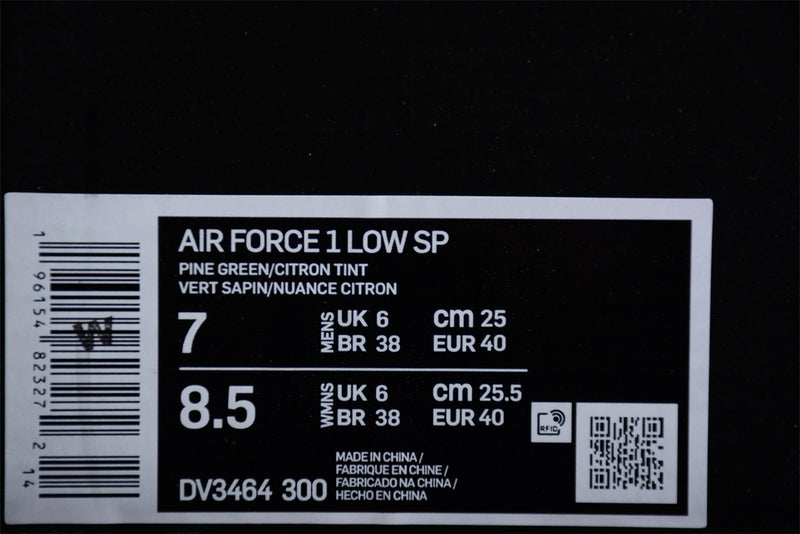 1 96154 82327 2 14
W
AIR FORCE 1 LOW SP
PINE GREEN/CITRON TINT
VERT SAPIN/NUANCE CITRON
7 MENS UK 6 cm 25
BR 38 EUR 40
8.5 WMNS UK 6 cm 25.5
BR 38 EUR 40
RFID
MADE IN CHINA /
FABRIQUE EN CHINE /
FABRICADO NA CHINA /
HECHO EN CHINA
DV3464 300